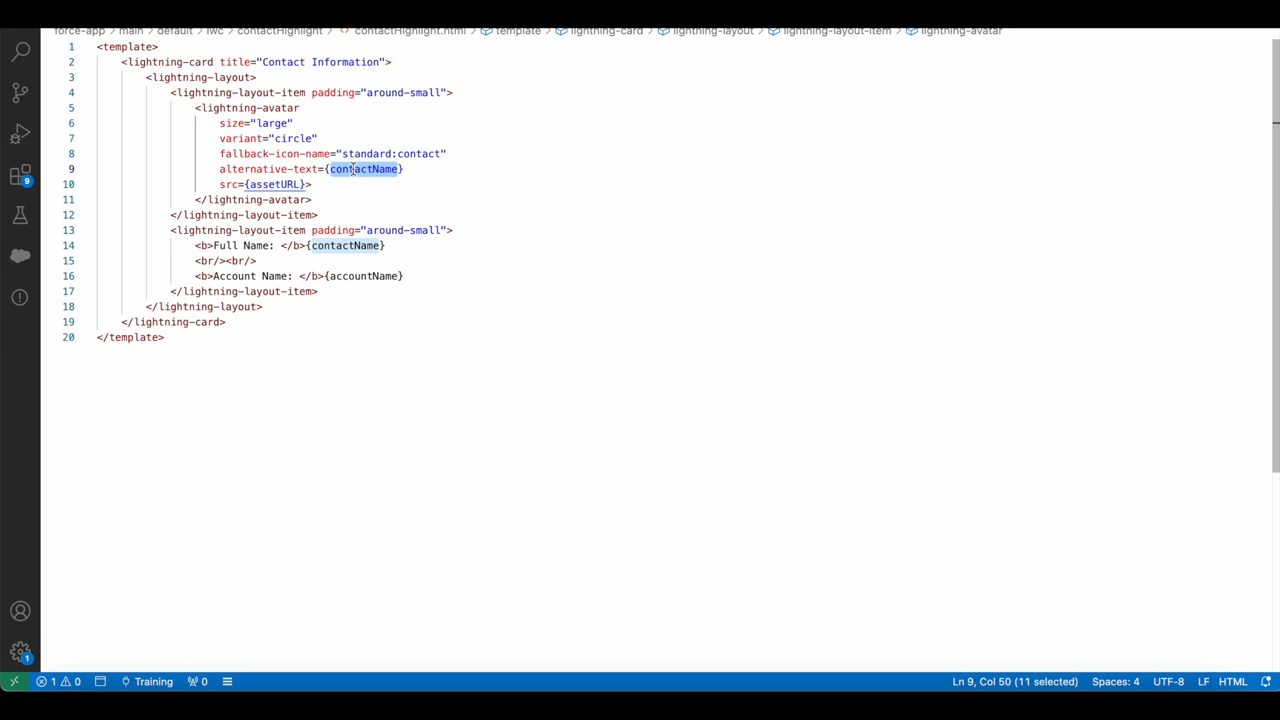 force-app > main > default > lwc > contactHighlight > contactHighlight.html > template > lightning-card > lightning-layout > lightning-layout-item > lightning-avatar
1 <template>
2 <lightning-card title="Contact Information">
3 <lightning-layout>
4 <lightning-layout-item padding="around-small">
5 <lightning-avatar
6 size="large"
7 variant="circle"
8 fallback-icon-name="standard:contact"
9 alternative-text={contactName}
10 src={assetURL}>
11 </lightning-avatar>
12 </lightning-layout-item>
13 <lightning-layout-item padding="around-small">
14 <b>Full Name: </b>{contactName}
15 <br/><br/>
16 <b>Account Name: </b>{accountName}
17 </lightning-layout-item>
18 </lightning-layout>
19 </lightning-card>
20 </template>
9
1
1 0 Training 0 Ln 9, Col 50 (11 selected) Spaces: 4 UTF-8 LF HTML